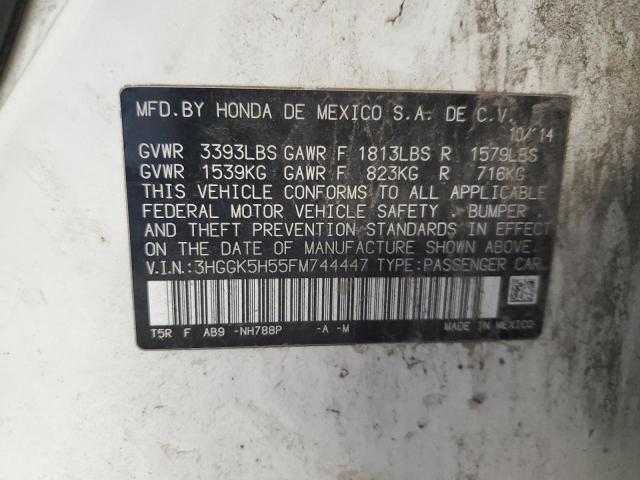 MFD.BY HONDA DE MEXICO S.A. DE C.V.
10/14
GVWR 3393LBS GAWR F 1813LBS R 1579LBS
GVWR 1539KG GAWR F 823KG R 716KG
THIS VEHICLE CONFORMS TO ALL APPLICABLE
FEDERAL MOTOR VEHICLE SAFETY . BUMPER .
AND THEFT PREVENTION STANDARDS IN EFFECT
ON THE DATE OF MANUFACTURE SHOWN ABOVE.
V.I.N.:3HGGK5H55FM744447 TYPE:PASSENGER CAR
T5R F AB9 -NH788P -A -M MADE IN MEXICO